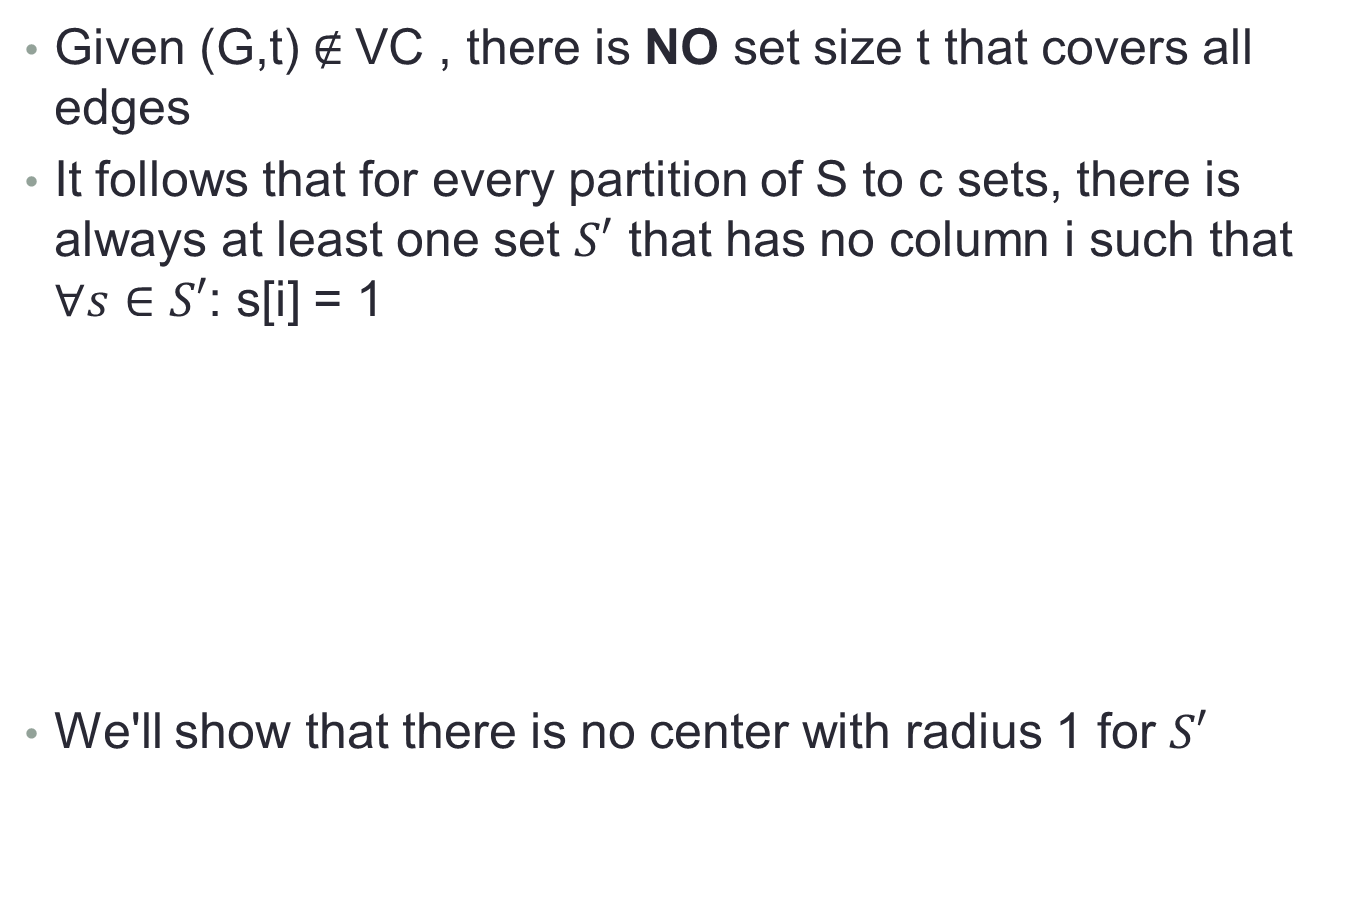 • Given (G,t) ∉ VC , there is NO set size t that covers all
edges
• It follows that for every partition of S to c sets, there is
always at least one set S′ that has no column i such that
∀s ∈ S′: s[i] = 1
• We'll show that there is no center with radius 1 for S′